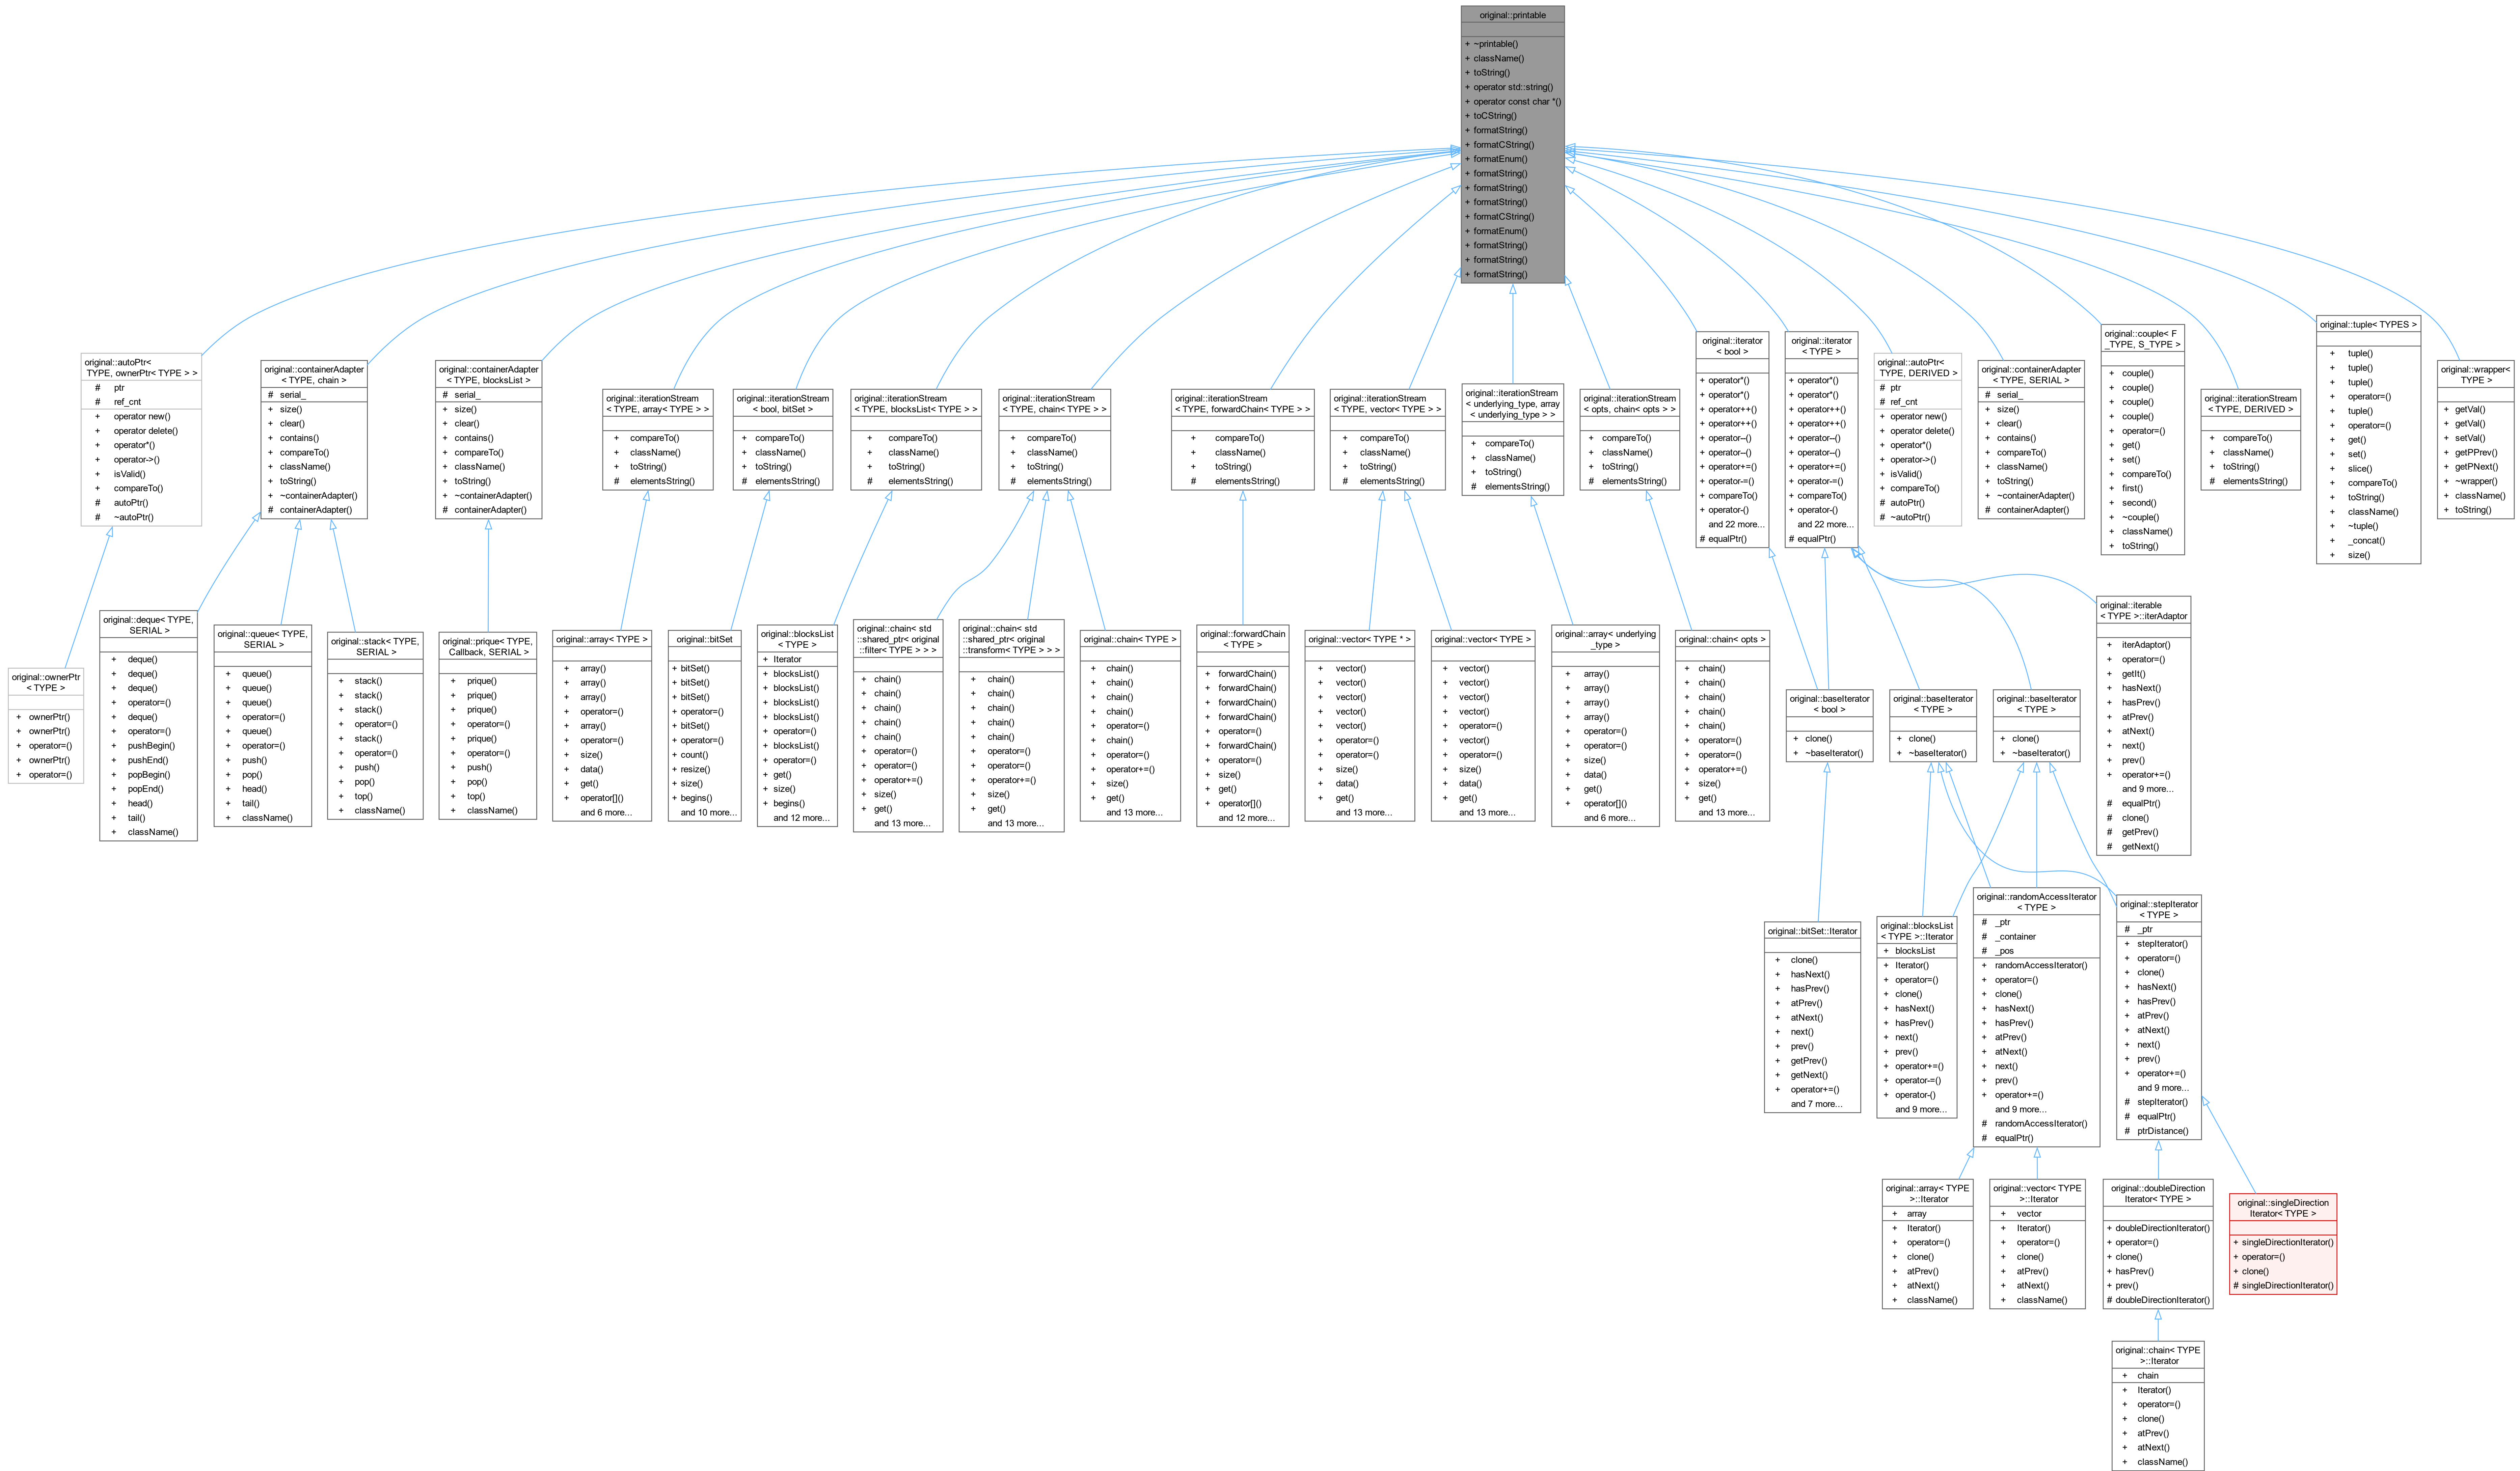 original::printable
+ ~printable()
+ className()
+ toString()
+ operator std::string()
+ operator const char *()
+ toCString()
+ formatString()
+ formatCString()
+ formatEnum()
+ formatString()
+ formatString()
+ formatString()
+ formatCString()
+ formatEnum()
+ formatString()
+ formatString()
+ formatString()
original::autoPtr<
TYPE, ownerPtr< TYPE > >
# ptr
# ref_cnt
+ operator new()
+ operator delete()
+ operator*()
+ operator->()
+ isValid()
+ compareTo()
# autoPtr()
# ~autoPtr()
original::containerAdapter
< TYPE, chain >
# serial_
+ size()
+ clear()
+ contains()
+ compareTo()
+ className()
+ toString()
+ ~containerAdapter()
# containerAdapter()
original::containerAdapter
< TYPE, blocksList >
# serial_
+ size()
+ clear()
+ contains()
+ compareTo()
+ className()
+ toString()
+ ~containerAdapter()
# containerAdapter()
original::iterationStream
< TYPE, array< TYPE > >
+ compareTo()
+ className()
+ toString()
# elementsString()
original::iterationStream
< bool, bitSet >
+ compareTo()
+ className()
+ toString()
# elementsString()
original::iterationStream
< TYPE, blocksList< TYPE > >
+ compareTo()
+ className()
+ toString()
# elementsString()
original::iterationStream
< TYPE, chain< TYPE > >
+ compareTo()
+ className()
+ toString()
# elementsString()
original::iterationStream
< TYPE, forwardChain< TYPE > >
+ compareTo()
+ className()
+ toString()
# elementsString()
original::iterationStream
< TYPE, vector< TYPE > >
+ compareTo()
+ className()
+ toString()
# elementsString()
original::iterationStream
< underlying_type, array
< underlying_type > >
+ compareTo()
+ className()
+ toString()
# elementsString()
original::iterationStream
< opts, chain< opts > >
+ compareTo()
+ className()
+ toString()
# elementsString()
original::iterator
< bool >
+ operator*()
+ operator*()
+ operator++()
+ operator++()
+ operator--()
+ operator--()
+ operator+=()
+ operator-=()
+ compareTo()
+ operator-()
and 22 more...
# equalPtr()
original::iterator
< TYPE >
+ operator*()
+ operator*()
+ operator++()
+ operator++()
+ operator--()
+ operator--()
+ operator+=()
+ operator-=()
+ compareTo()
+ operator-()
and 22 more...
# equalPtr()
original::autoPtr<
TYPE, DERIVED >
# ptr
# ref_cnt
+ operator new()
+ operator delete()
+ operator*()
+ operator->()
+ isValid()
+ compareTo()
# autoPtr()
# ~autoPtr()
original::containerAdapter
< TYPE, SERIAL >
# serial_
+ size()
+ clear()
+ contains()
+ compareTo()
+ className()
+ toString()
+ ~containerAdapter()
# containerAdapter()
original::couple< F
_TYPE, S_TYPE >
+ couple()
+ couple()
+ couple()
+ couple()
+ operator=()
+ get()
+ set()
+ compareTo()
+ first()
+ second()
+ ~couple()
+ className()
+ toString()
original::iterationStream
< TYPE, DERIVED >
+ compareTo()
+ className()
+ toString()
# elementsString()
original::tuple< TYPES >
+ tuple()
+ tuple()
+ tuple()
+ operator=()
+ tuple()
+ operator=()
+ get()
+ set()
+ slice()
+ compareTo()
+ toString()
+ className()
+ ~tuple()
+ _concat()
+ size()
original::wrapper<
TYPE >
+ getVal()
+ getVal()
+ setVal()
+ getPPrev()
+ getPNext()
+ ~wrapper()
+ className()
+ toString()
original::ownerPtr
< TYPE >
+ ownerPtr()
+ ownerPtr()
+ operator=()
+ ownerPtr()
+ operator=()
original::deque< TYPE,
SERIAL >
+ deque()
+ deque()
+ deque()
+ operator=()
+ deque()
+ operator=()
+ pushBegin()
+ pushEnd()
+ popBegin()
+ popEnd()
+ head()
+ tail()
+ className()
original::queue< TYPE,
SERIAL >
+ queue()
+ queue()
+ queue()
+ operator=()
+ queue()
+ operator=()
+ push()
+ pop()
+ head()
+ tail()
+ className()
original::stack< TYPE,
SERIAL >
+ stack()
+ stack()
+ stack()
+ operator=()
+ stack()
+ operator=()
+ push()
+ pop()
+ top()
+ className()
original::prique< TYPE,
Callback, SERIAL >
+ prique()
+ prique()
+ prique()
+ operator=()
+ prique()
+ operator=()
+ push()
+ pop()
+ top()
+ className()
original::array< TYPE >
+ array()
+ array()
+ array()
+ operator=()
+ array()
+ operator=()
+ size()
+ data()
+ get()
+ operator[]()
and 6 more...
original::bitSet
+ bitSet()
+ bitSet()
+ bitSet()
+ operator=()
+ bitSet()
+ operator=()
+ count()
+ resize()
+ size()
+ begins()
and 10 more...
original::blocksList
< TYPE >
+ Iterator
+ blocksList()
+ blocksList()
+ blocksList()
+ blocksList()
+ operator=()
+ blocksList()
+ operator=()
+ get()
+ size()
+ begins()
and 12 more...
original::chain< std
::shared_ptr< original
::filter< TYPE > > >
+ chain()
+ chain()
+ chain()
+ chain()
+ chain()
+ operator=()
+ operator=()
+ operator+=()
+ size()
+ get()
and 13 more...
original::chain< std
::shared_ptr< original
::transform< TYPE > > >
+ chain()
+ chain()
+ chain()
+ chain()
+ chain()
+ operator=()
+ operator=()
+ operator+=()
+ size()
+ get()
and 13 more...
original::chain< TYPE >
+ chain()
+ chain()
+ chain()
+ chain()
+ operator=()
+ chain()
+ operator=()
+ operator+=()
+ size()
+ get()
and 13 more...
original::forwardChain
< TYPE >
+ forwardChain()
+ forwardChain()
+ forwardChain()
+ forwardChain()
+ operator=()
+ forwardChain()
+ operator=()
+ size()
+ get()
+ operator[]()
and 12 more...
original::vector< TYPE * >
+ vector()
+ vector()
+ vector()
+ vector()
+ vector()
+ operator=()
+ operator=()
+ size()
+ data()
+ get()
and 13 more...
original::vector< TYPE >
+ vector()
+ vector()
+ vector()
+ vector()
+ operator=()
+ vector()
+ operator=()
+ size()
+ data()
+ get()
and 13 more...
original::array< underlying
_type >
+ array()
+ array()
+ array()
+ array()
+ operator=()
+ operator=()
+ size()
+ data()
+ get()
+ operator[]()
and 6 more...
original::chain< opts >
+ chain()
+ chain()
+ chain()
+ chain()
+ chain()
+ operator=()
+ operator=()
+ operator+=()
+ size()
+ get()
and 13 more...
original::baseIterator
< bool >
+ clone()
+ ~baseIterator()
original::baseIterator
< TYPE >
+ clone()
+ ~baseIterator()
original::baseIterator
< TYPE >
+ clone()
+ ~baseIterator()
original::iterable
< TYPE >::iterAdaptor
+ iterAdaptor()
+ operator=()
+ getIt()
+ hasNext()
+ hasPrev()
+ atPrev()
+ atNext()
+ next()
+ prev()
+ operator+=()
and 9 more...
# equalPtr()
# clone()
# getPrev()
# getNext()
original::bitSet::Iterator
+ clone()
+ hasNext()
+ hasPrev()
+ atPrev()
+ atNext()
+ next()
+ prev()
+ getPrev()
+ getNext()
+ operator+=()
and 7 more...
original::blocksList
< TYPE >::Iterator
+ blocksList
+ Iterator()
+ operator=()
+ clone()
+ hasNext()
+ hasPrev()
+ next()
+ prev()
+ operator+=()
+ operator-=()
+ operator-()
and 9 more...
original::randomAccessIterator
< TYPE >
# _ptr
# _container
# _pos
+ randomAccessIterator()
+ operator=()
+ clone()
+ hasNext()
+ hasPrev()
+ atPrev()
+ atNext()
+ next()
+ prev()
+ operator+=()
and 9 more...
# randomAccessIterator()
# equalPtr()
original::stepIterator
< TYPE >
# _ptr
+ stepIterator()
+ operator=()
+ clone()
+ hasNext()
+ hasPrev()
+ atPrev()
+ atNext()
+ next()
+ prev()
+ operator+=()
and 9 more...
# stepIterator()
# equalPtr()
# ptrDistance()
original::array< TYPE
>::Iterator
+ array
+ Iterator()
+ operator=()
+ clone()
+ atPrev()
+ atNext()
+ className()
original::vector< TYPE
>::Iterator
+ vector
+ Iterator()
+ operator=()
+ clone()
+ atPrev()
+ atNext()
+ className()
original::doubleDirection
Iterator< TYPE >
+ doubleDirectionIterator()
+ operator=()
+ clone()
+ hasPrev()
+ prev()
# doubleDirectionIterator()
original::singleDirection
Iterator< TYPE >
+ singleDirectionIterator()
+ operator=()
+ clone()
# singleDirectionIterator()
original::chain< TYPE
>::Iterator
+ chain
+ Iterator()
+ operator=()
+ clone()
+ atPrev()
+ atNext()
+ className()